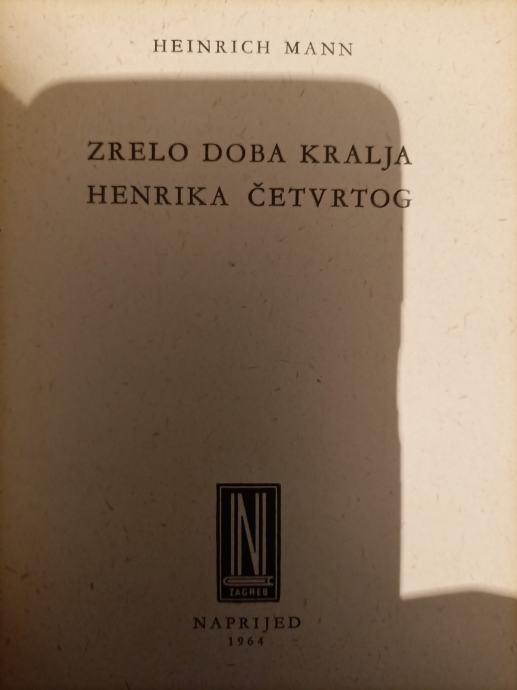 HEINRICH MANN
ZRELO DOBA KRALJA
HENRIKA ČETVRTOG
N
ZAGREB
NAPRIJED
1964